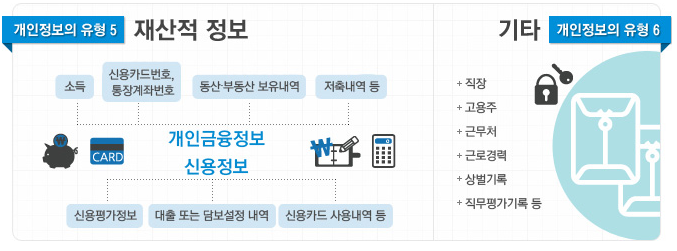 개인정보의 유형 5
재산적 정보
소득
신용카드번호,
통장계좌번호
동산·부동산 보유내역
저축내역 등
개인금융정보
신용정보
₩
CARD
₩
신용평가정보
대출 또는 담보설정 내역
신용카드 사용내역 등
기타
개인정보의 유형 6
+ 직장
+ 고용주
+ 근무처
+ 근로경력
+ 상벌기록
+ 직무평가기록 등